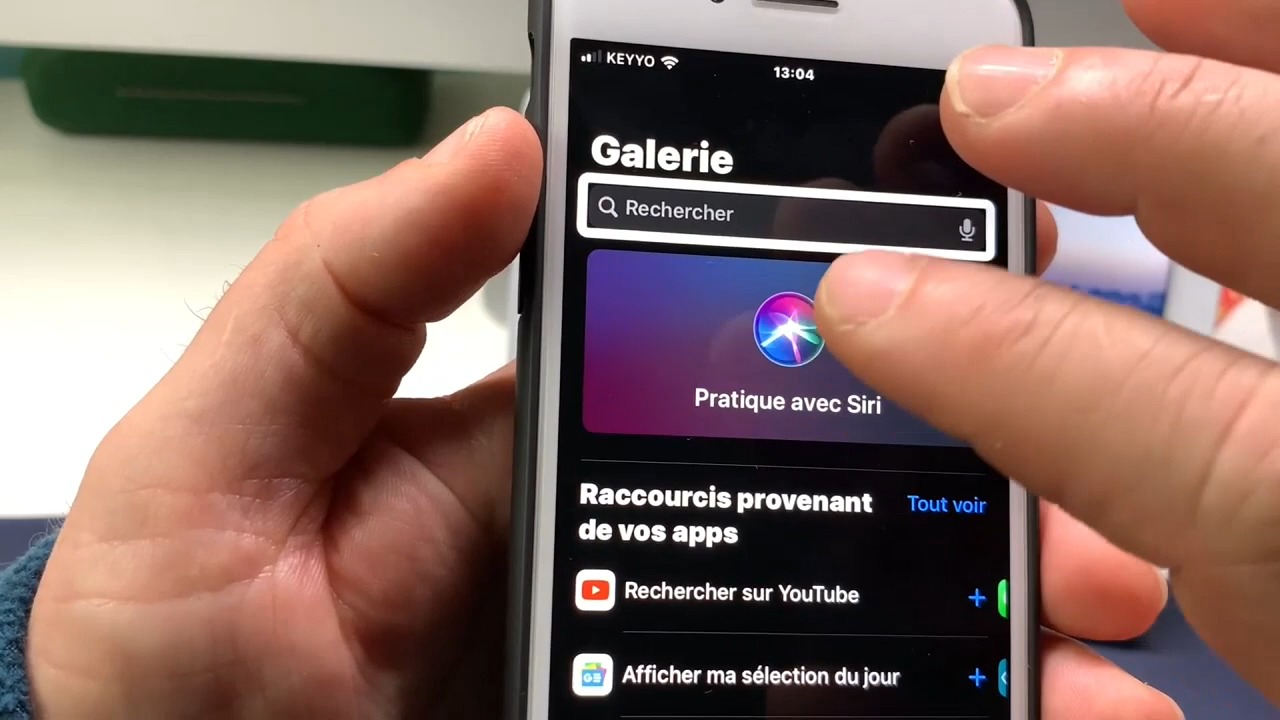 KEYYO 13:04
Galerie
Rechercher
Pratique avec Siri
Raccourcis provenant
de vos apps
Tout voir
Rechercher sur YouTube
Afficher ma sélection du jour